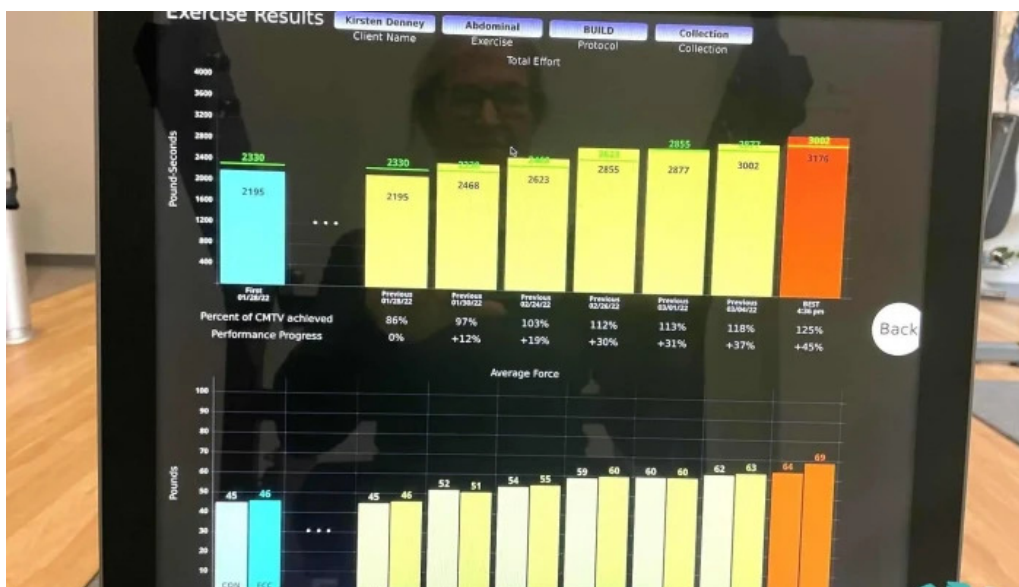 Exercise Results
Kirsten Denney Abdominal BUILD Collection
Client Name Exercise Protocol Collection
Total Effort
Pound-Seconds
4000
3600
3200
2800
2400
2000
1600
1200
800
400
2330 2330 2855 2877 3002
2195 2195 2468 2623 2855 2877 3002 3176
...
First Previous Previous Previous Previous Previous Previous BEST
01/28/22 01/28/22 01/30/22 02/24/22 02/26/22 03/01/22 03/04/22 4:36 pm
Percent of CMTV achieved 86% 97% 103% 112% 113% 118% 125%
Performance Progress 0% +12% +19% +30% +31% +37% +45%
Back
Average Force
Pounds
100
90
80
70
60
50
40
30
20
10
45 46 45 46 52 51 54 55 59 60 60 60 62 63 64 69
...
CON ECC